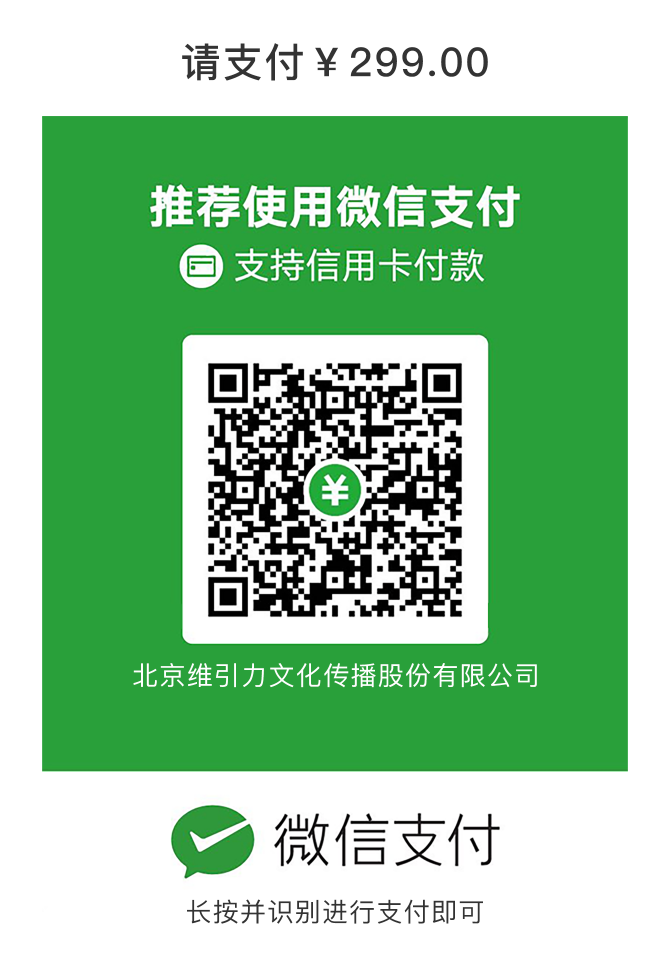 请支付￥299.00
推荐使用微信支付
支持信用卡付款
¥
北京维引力文化传播股份有限公司
微信支付
长按并识别进行支付即可